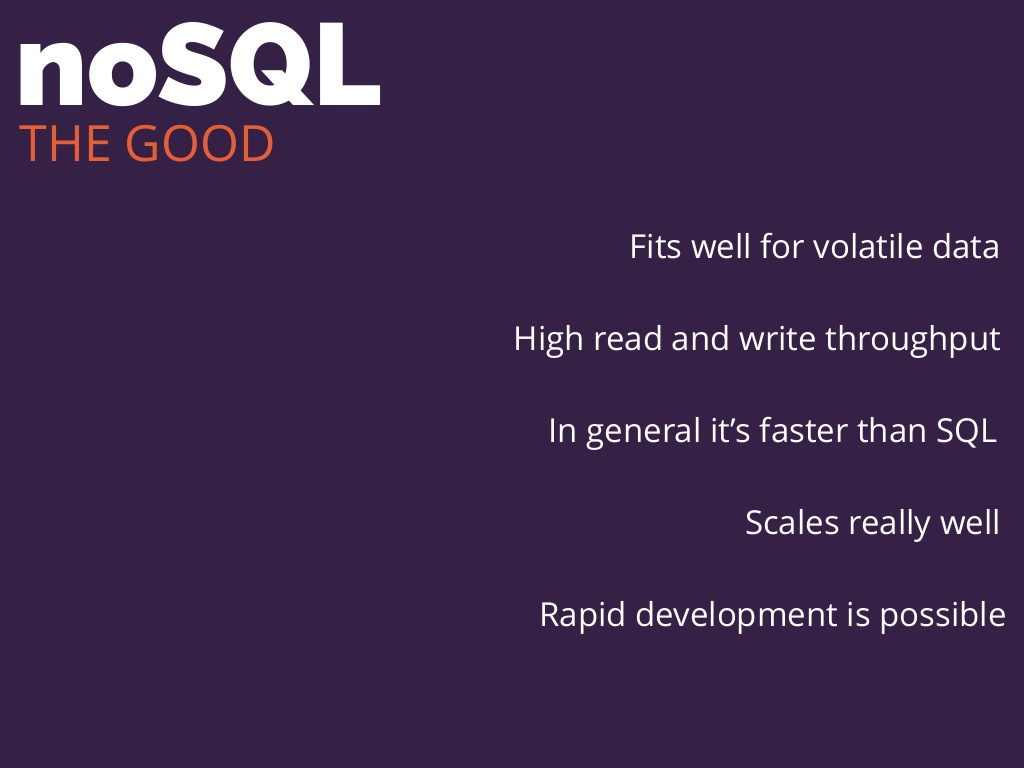 noSQL
THE GOOD
Fits well for volatile data
High read and write throughput
In general it’s faster than SQL
Scales really well
Rapid development is possible